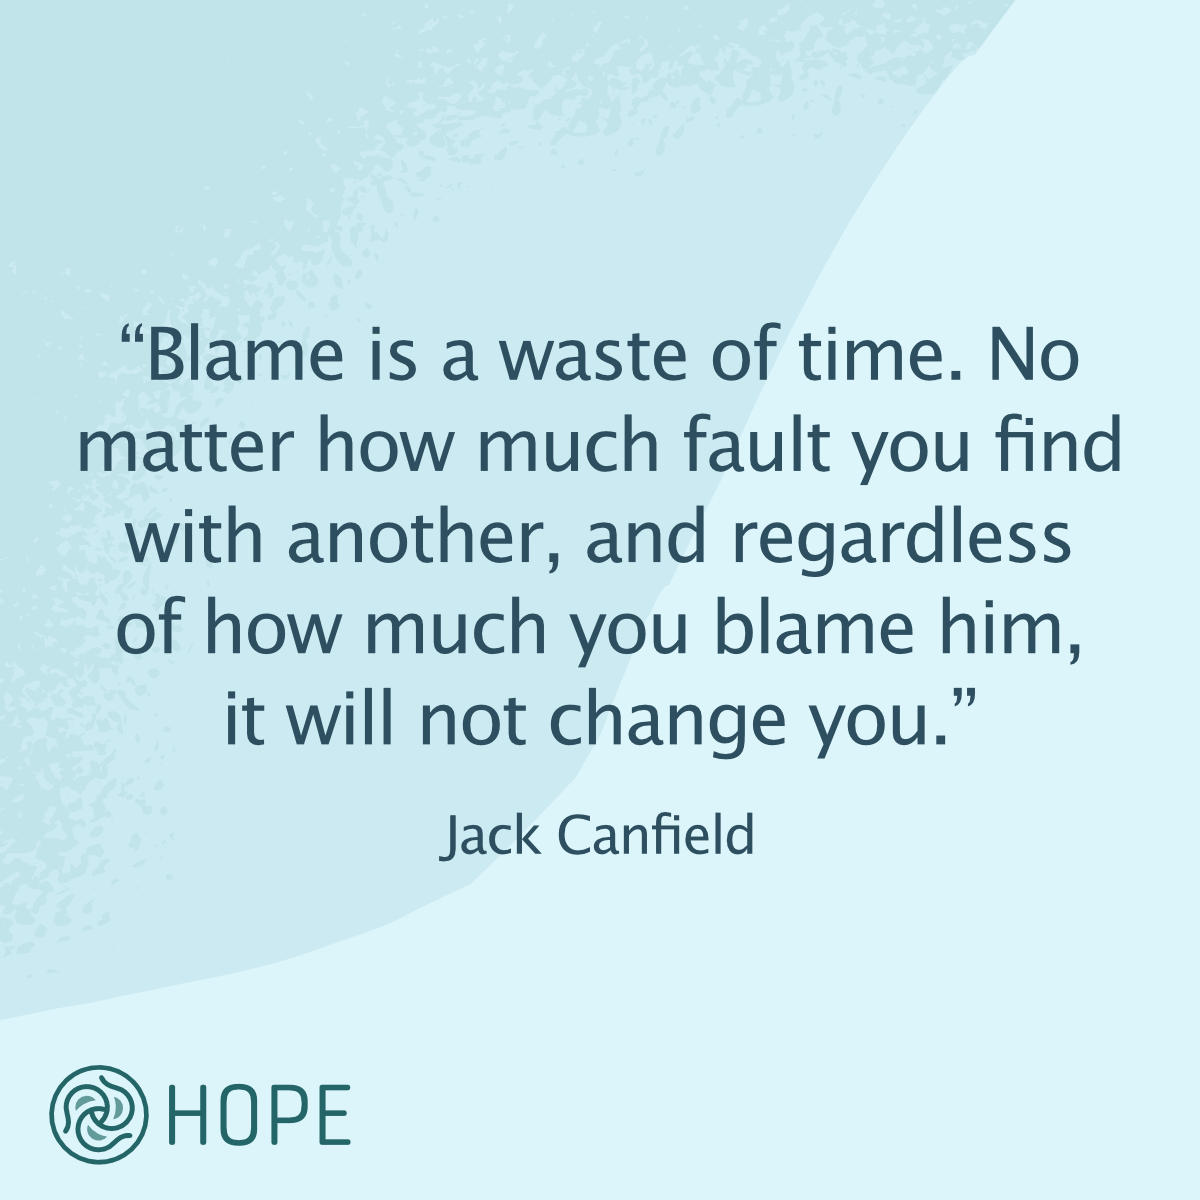 “Blame is a waste of time. No
matter how much fault you find
with another, and regardless
of how much you blame him,
it will not change you.”
Jack Canfield
HOPE